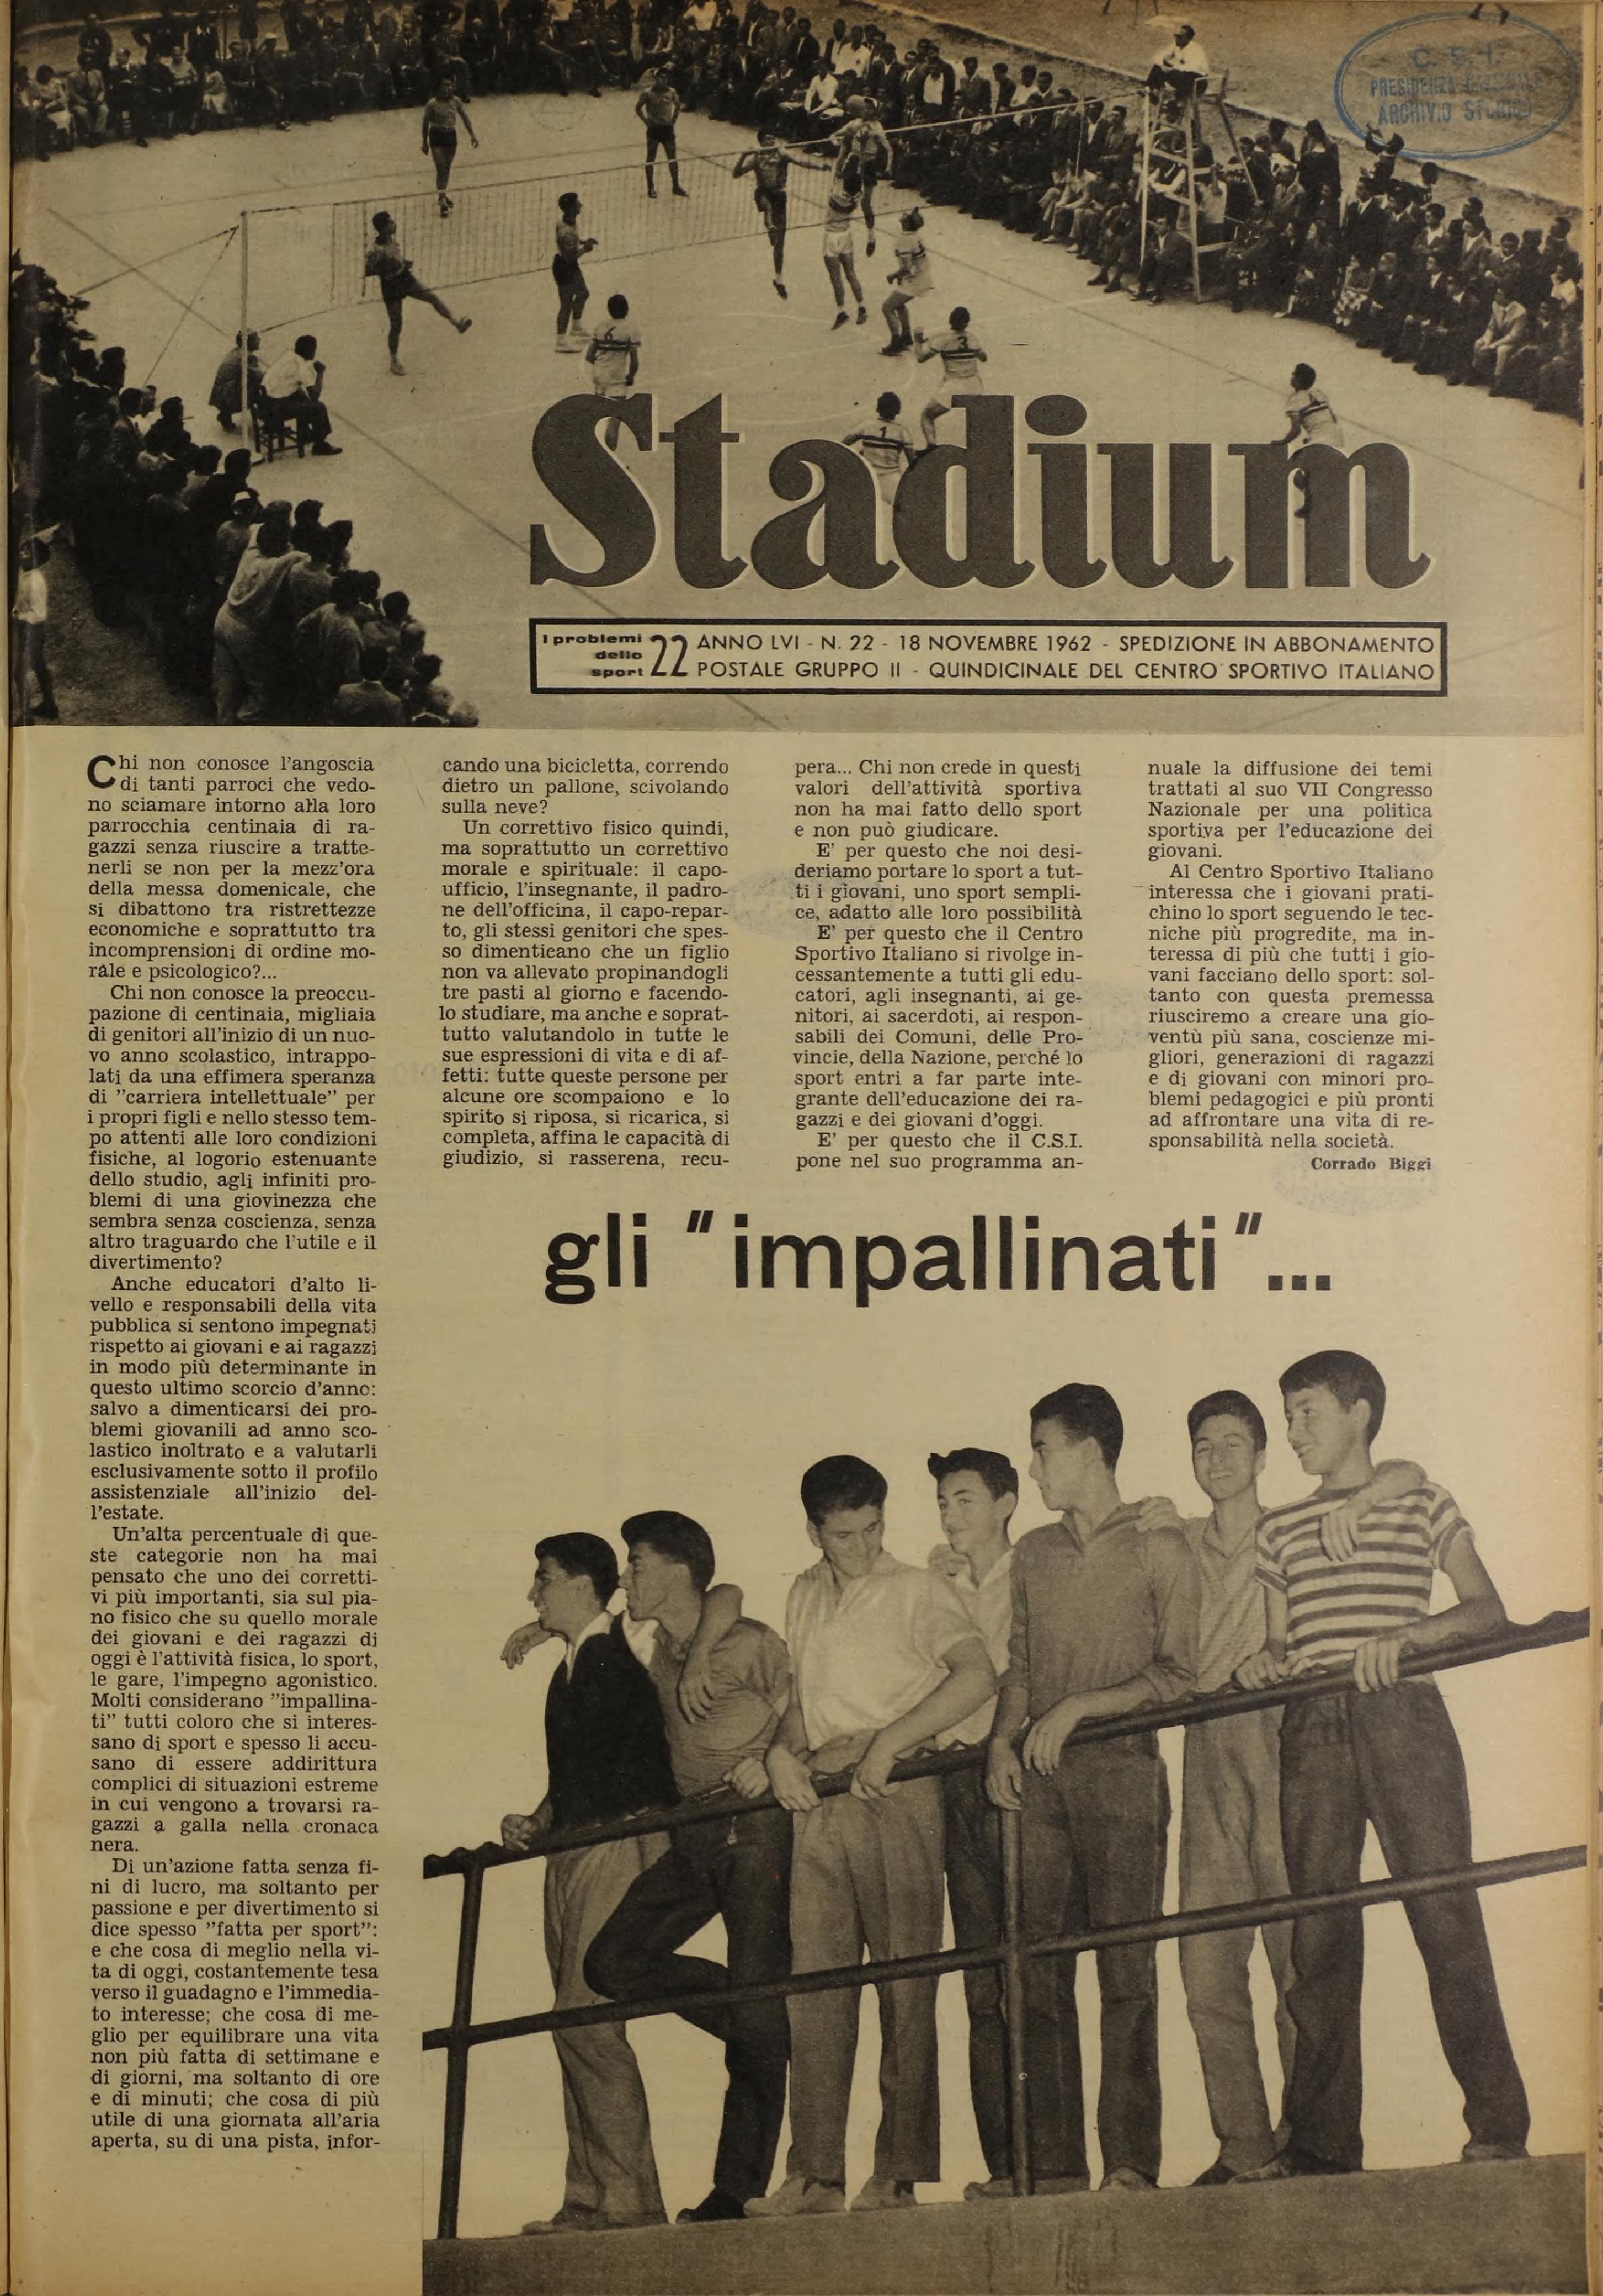 C. S. I.
PRESIDENZA NAZIONALE
ARCHIVIO STORICO
6
3
1
Stadium
I problemi
dello
sport
22
ANNO LVI - N. 22 - 18 NOVEMBRE 1962 - SPEDIZIONE IN ABBONAMENTO
POSTALE GRUPPO II - QUINDICINALE DEL CENTRO SPORTIVO ITALIANO
Chi non conosce l'angoscia
di tanti parroci che vedo-
no sciamare intorno alla loro
parrocchia centinaia di ra-
gazzi senza riuscire a tratte-
nerli se non per la mezz'ora
della messa domenicale, che
si dibattono tra ristrettezze
economiche e soprattutto tra
incomprensioni di ordine mo-
rale e psicologico?...
Chi non conosce la preoccu-
pazione di centinaia, migliaia
di genitori all'inizio di un nuo-
vo anno scolastico, intrappo-
lati da una effimera speranza
di "carriera intellettuale" per
i propri figli e nello stesso tem-
po attenti alle loro condizioni
fisiche, al logorio estenuante
dello studio, agli infiniti pro-
blemi di una giovinezza che
sembra senza coscienza, senza
altro traguardo che l'utile e il
divertimento?
Anche educatori d'alto li-
vello e responsabili della vita
pubblica si sentono impegnati
rispetto ai giovani e ai ragazzi
in modo più determinante in
questo ultimo scorcio d'anno:
salvo a dimenticarsi dei pro-
blemi giovanili ad anno sco-
lastico inoltrato e a valutarli
esclusivamente sotto il profilo
assistenziale all'inizio del-
l'estate.
Un'alta percentuale di que-
ste categorie non ha mai
pensato che uno dei corretti-
vi più importanti, sia sul pia-
no fisico che su quello morale
dei giovani e dei ragazzi di
oggi è l'attività fisica, lo sport,
le gare, l'impegno agonistico.
Molti considerano "impallina-
ti" tutti coloro che si interes-
sano di sport e spesso li accu-
sano di essere addirittura
complici di situazioni estreme
in cui vengono a trovarsi ra-
gazzi a galla nella cronaca
nera.
Di un'azione fatta senza fi-
ni di lucro, ma soltanto per
passione e per divertimento si
dice spesso "fatta per sport":
e che cosa di meglio nella vi-
ta di oggi, costantemente tesa
verso il guadagno e l'immedia-
to interesse; che cosa di me-
glio per equilibrare una vita
non più fatta di settimane e
di giorni, ma soltanto di ore
e di minuti; che cosa di più
utile di una giornata all'aria
aperta, su di una pista, infor-
cando una bicicletta, correndo
dietro un pallone, scivolando
sulla neve?
Un correttivo fisico quindi,
ma soprattutto un correttivo
morale e spirituale: il capo-
ufficio, l'insegnante, il padro-
ne dell'officina, il capo-repar-
to, gli stessi genitori che spes-
so dimenticano che un figlio
non va allevato propinandogli
tre pasti al giorno e facendo-
lo studiare, ma anche e soprat-
tutto valutandolo in tutte le
sue espressioni di vita e di af-
fetti: tutte queste persone per
alcune ore scompaiono e lo
spirito si riposa, si ricarica, si
completa, affina le capacità di
giudizio, si rasserena, recu-
pera... Chi non crede in questi
valori dell'attività sportiva
non ha mai fatto dello sport
e non può giudicare.
E' per questo che noi desi-
deriamo portare lo sport a tut-
ti i giovani, uno sport sempli-
ce, adatto alle loro possibilità
E' per questo che il Centro
Sportivo Italiano si rivolge in-
cessantemente a tutti gli edu-
catori, agli insegnanti, ai ge-
nitori, ai sacerdoti, ai respon-
sabili dei Comuni, delle Pro-
vincie, della Nazione, perché lo
sport entri a far parte inte-
grante dell'educazione dei ra-
gazzi e dei giovani d'oggi.
E' per questo che il C.S.I.
pone nel suo programma an-
nuale la diffusione dei temi
trattati al suo VII Congresso
Nazionale per una politica
sportiva per l'educazione dei
giovani.
Al Centro Sportivo Italiano
interessa che i giovani prati-
chino lo sport seguendo le tec-
niche più progredite, ma in-
teressa di più che tutti i gio-
vani facciano dello sport: sol-
tanto con questa premessa
riusciremo a creare una gio-
ventù più sana, coscienze mi-
gliori, generazioni di ragazzi
e di giovani con minori pro-
blemi pedagogici e più pronti
ad affrontare una vita di re-
sponsabilità nella società.
Corrado Biggi
gli "impallinati"...